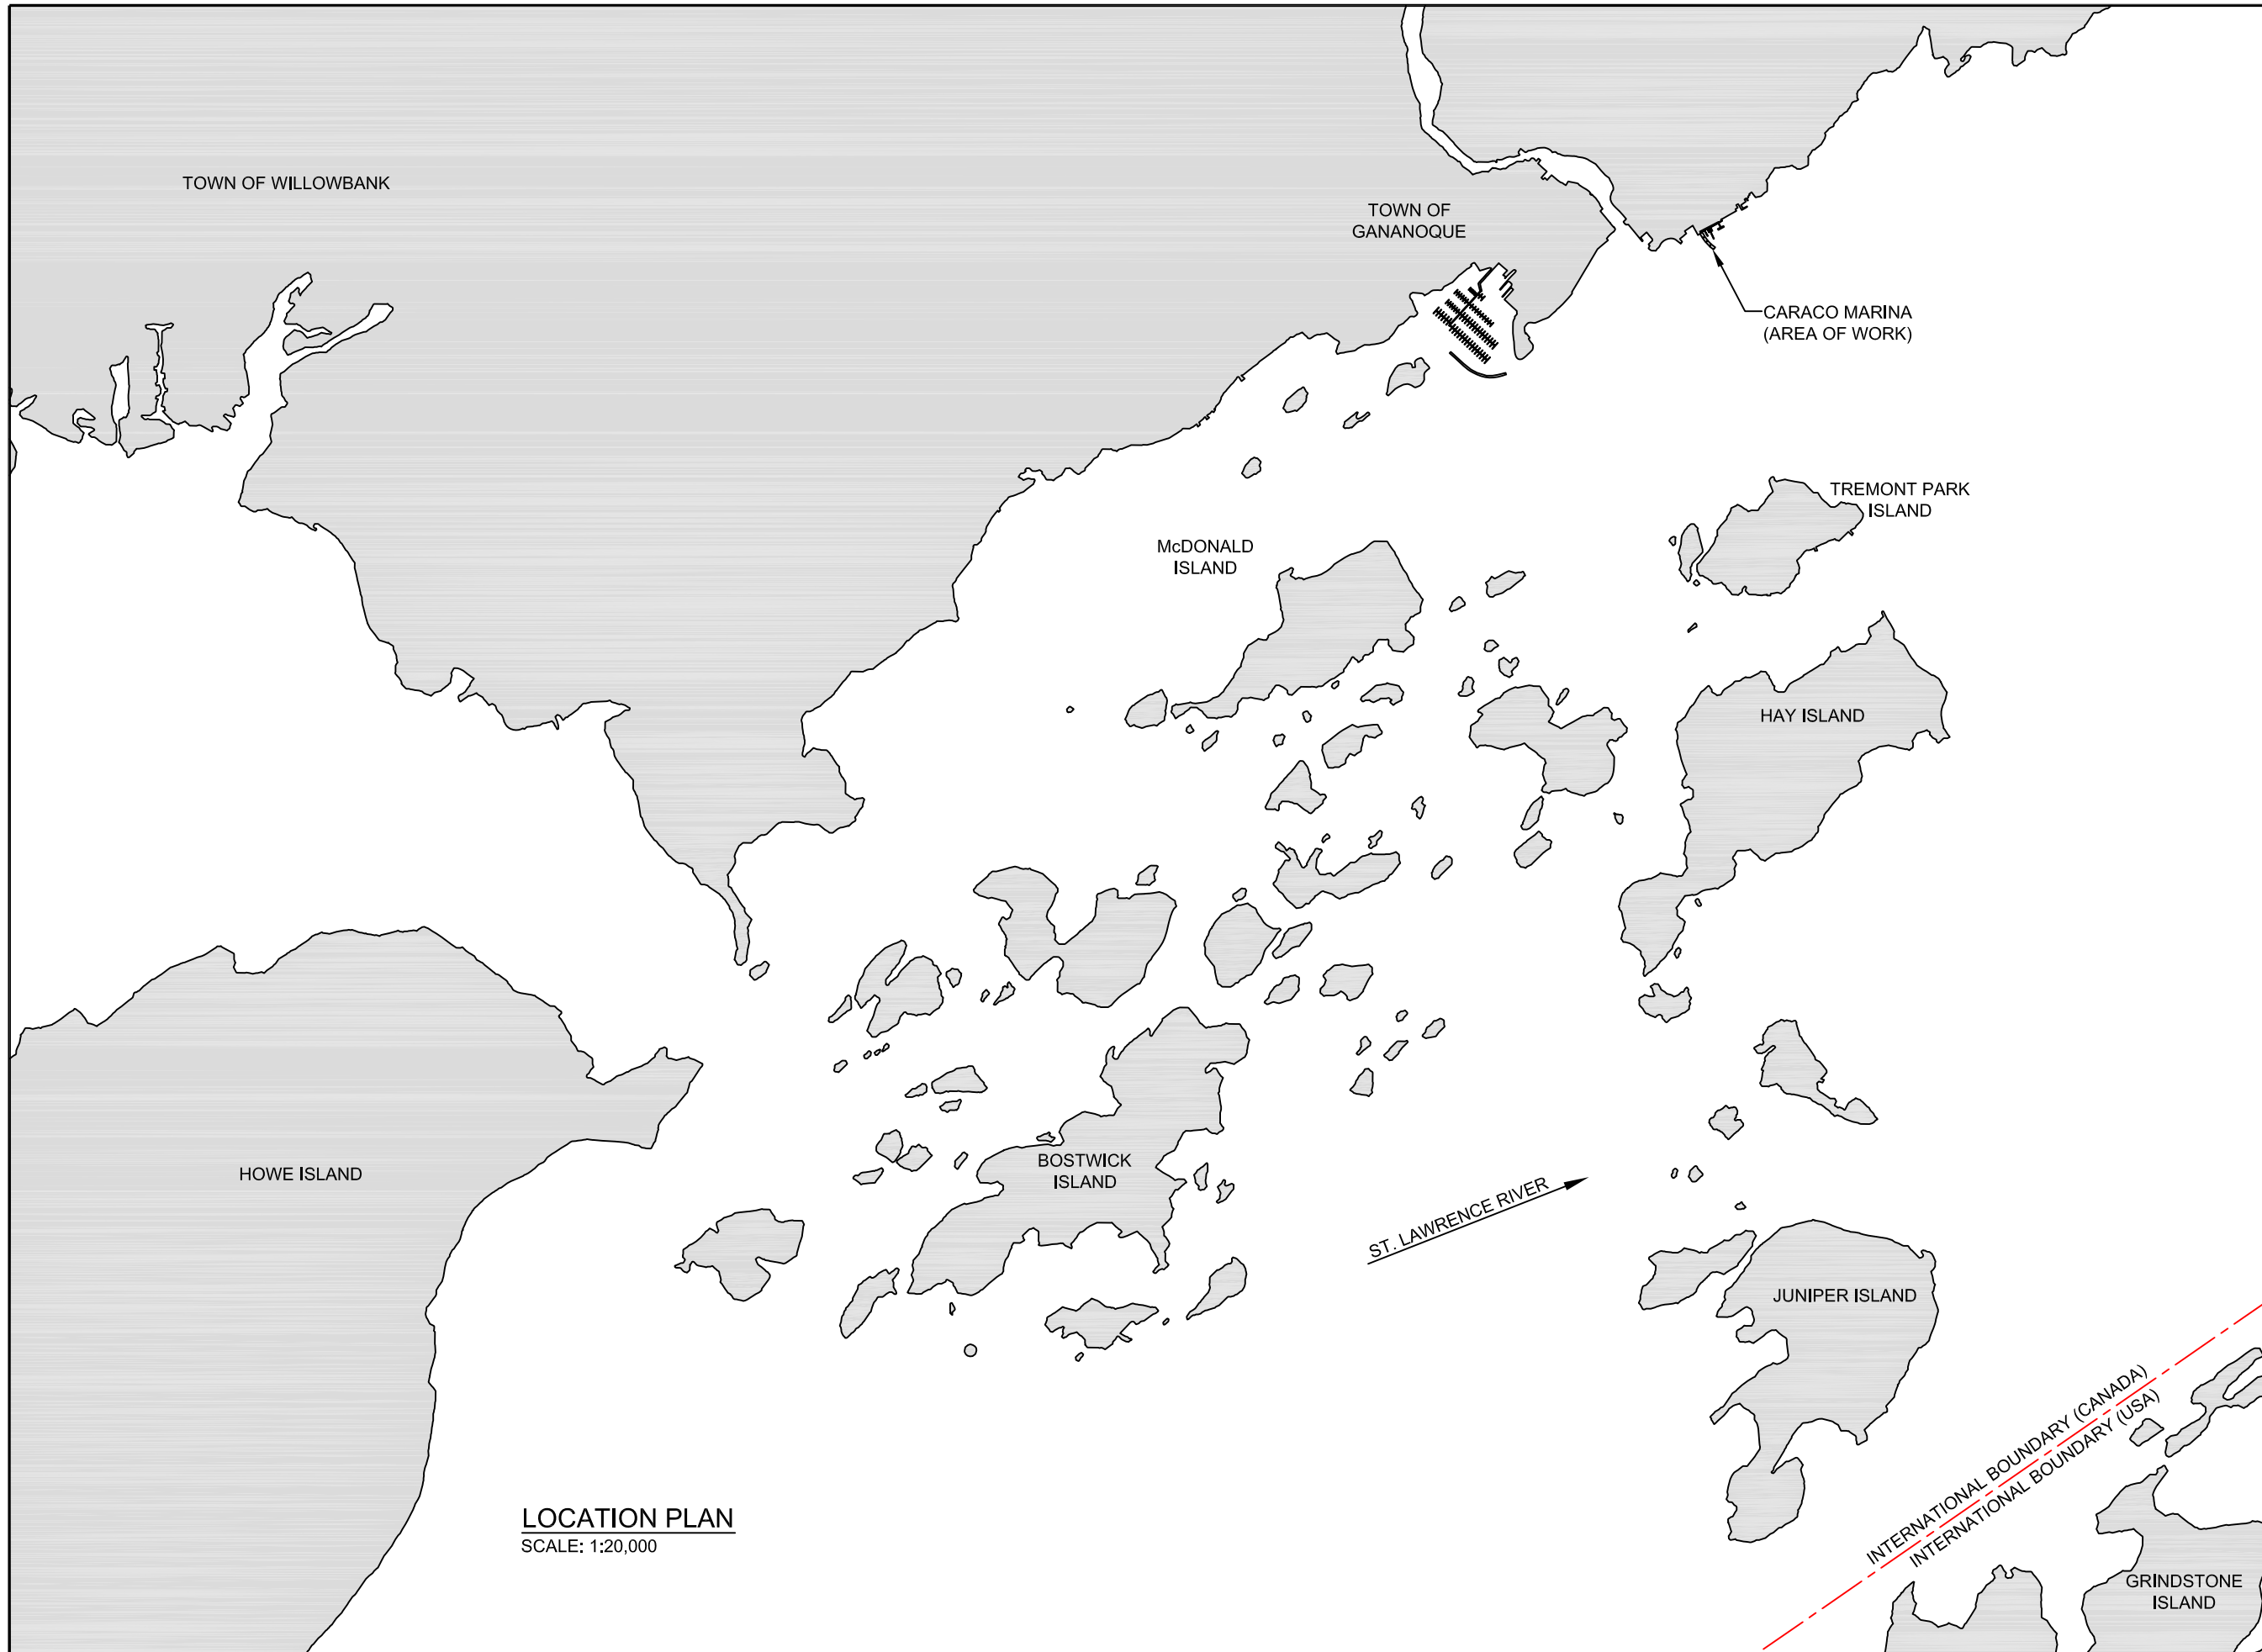 TOWN OF WILLOWBANK
TOWN OF
GANANOQUE
CARACO MARINA
(AREA OF WORK)
TREMONT PARK
ISLAND
McDONALD
ISLAND
HAY ISLAND
HOWE ISLAND
BOSTWICK
ISLAND
ST. LAWRENCE RIVER
JUNIPER ISLAND
INTERNATIONAL BOUNDARY (CANADA)
INTERNATIONAL BOUNDARY (USA)
LOCATION PLAN
SCALE: 1:20,000
GRINDSTONE
ISLAND